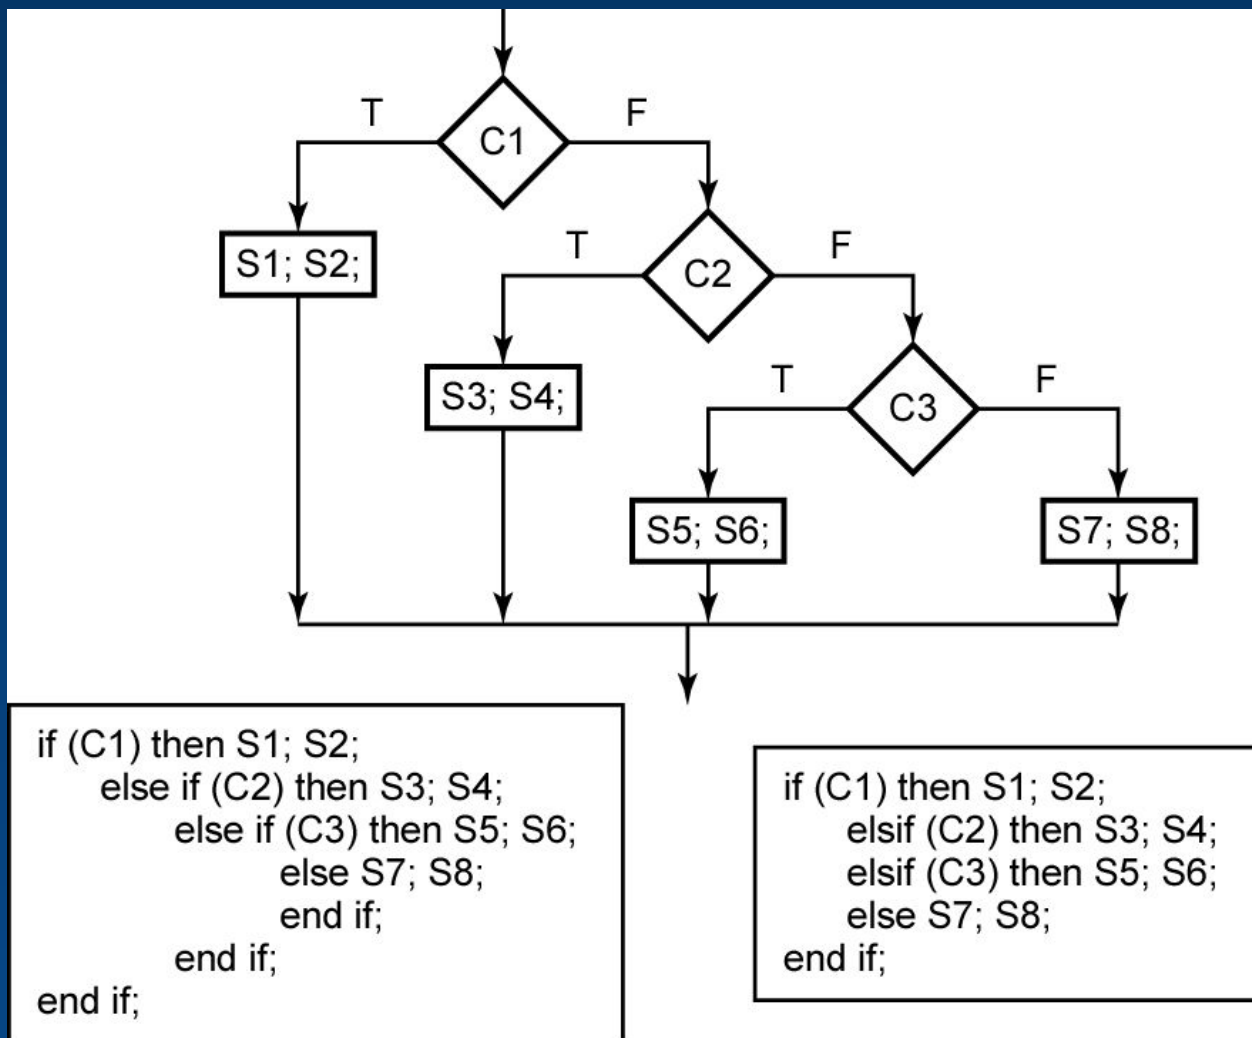 T
F
C1
S1; S2;
T
F
C2
S3; S4;
T
F
C3
S5; S6;
S7; S8;
if (C1) then S1; S2;
else if (C2) then S3; S4;
else if (C3) then S5; S6;
else S7; S8;
end if;
end if;
end if;
if (C1) then S1; S2;
elsif (C2) then S3; S4;
elsif (C3) then S5; S6;
else S7; S8;
end if;